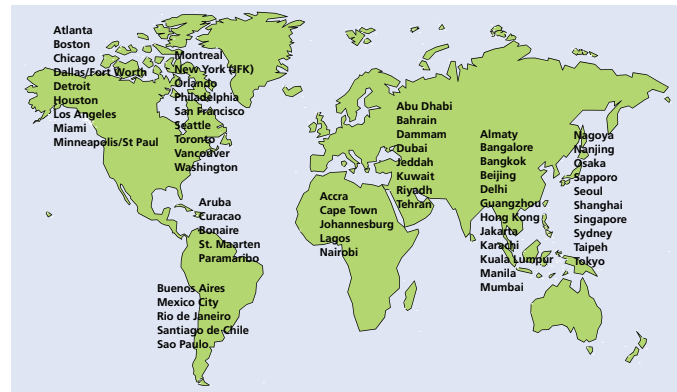 Atlanta
Boston
Chicago
Dallas/Fort Worth
Detroit
Houston
Los Angeles
Miami
Minneapolis/St Paul
Montreal
New York (JFK)
Orlando
Philadelphia
San Francisco
Seattle
Toronto
Vancouver
Washington
Aruba
Curacao
Bonaire
St. Maarten
Paramaribo
Buenos Aires
Mexico City
Rio de Janeiro
Santiago de Chile
Sao Paulo
Accra
Cape Town
Johannesburg
Lagos
Nairobi
Abu Dhabi
Bahrain
Dammam
Dubai
Jeddah
Kuwait
Riyadh
Tehran
Almaty
Bangalore
Bangkok
Beijing
Delhi
Guangzhou
Hong Kong
Jakarta
Karachi
Kuala Lumpur
Manila
Mumbai
Nagoya
Nanjing
Osaka
Sapporo
Seoul
Shanghai
Singapore
Sydney
Taipeh
Tokyo